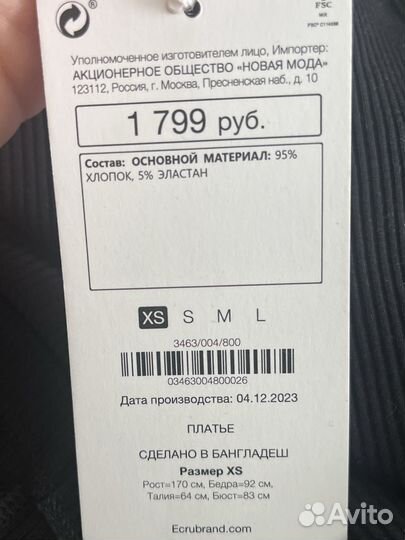 ®
FSC
MIX
Уполномоченное изготовителем лицо, Импортер:
АКЦИОНЕРНОЕ ОБЩЕСТВО «НОВАЯ МОДА»
123112, Россия, г. Москва, Пресненская наб., д. 10
1 799 руб.
Состав: ОСНОВНОЙ МАТЕРИАЛ: 95%
ХЛОПОК, 5% ЭЛАСТАН
XS S M L
3463/004/800
03463004800026
Дата производства: 04.12.2023
ПЛАТЬЕ
СДЕЛАНО В БАНГЛАДЕШ
Размер XS
Рост=170 см, Бедра=92 см,
Талия=64 см, Бюст=83 см
Ecrubrand.com
Avito